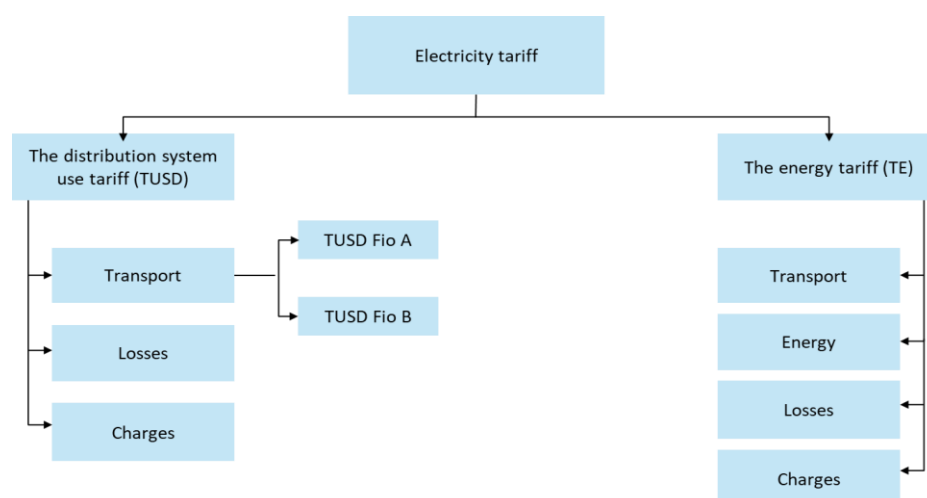 Electricity tariff
The distribution system
use tariff (TUSD)
The energy tariff (TE)
Transport
TUSD Fio A
TUSD Fio B
Losses
Charges
Transport
Energy
Losses
Charges